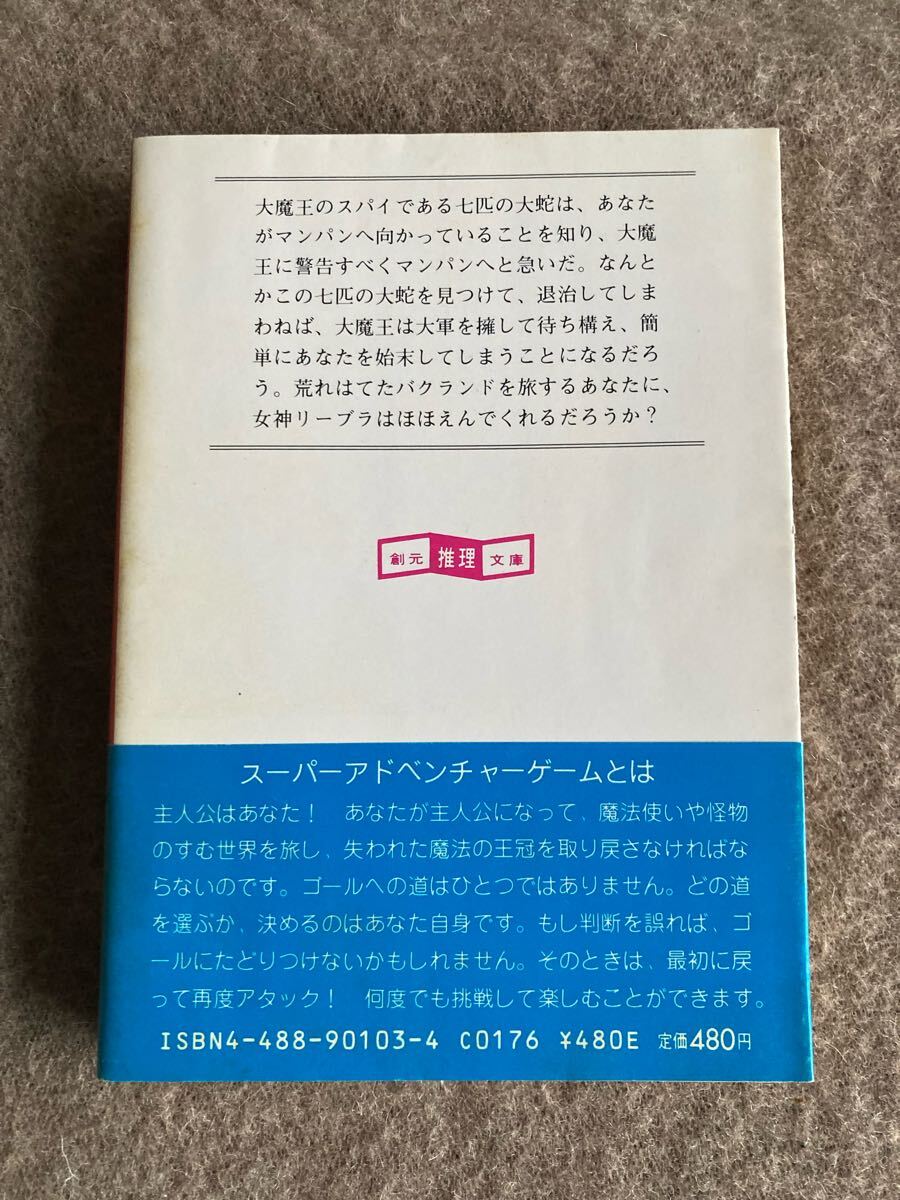 大魔王のスパイである七匹の大蛇は、あなた
がマンパンへ向かっていることを知り、大魔
王に警告すべくマンパンへと急いだ。なんと
かこの七匹の大蛇を見つけて、退治してしま
わねば、大魔王は大軍を擁して待ち構え、簡
単にあなたを始末してしまうことになるだろ
う。荒れはてたバクランドを旅するあなたに、
女神リーブラはほほえんでくれるだろうか？
創元推理文庫
スーパーアドベンチャーゲームとは
主人公はあなた！　あなたが主人公になって、魔法使いや怪物
のすむ世界を旅し、失われた魔法の王冠を取り戻さなければな
らないのです。ゴールへの道はひとつではありません。どの道
を選ぶか、決めるのはあなた自身です。もし判断を誤れば、ゴ
ールにたどりつけないかもしれません。そのときは、最初に戻
って再度アタック！　何度でも挑戦して楽しむことができます。
ISBN4-488-90103-4 C0176 ¥480E 定価480円